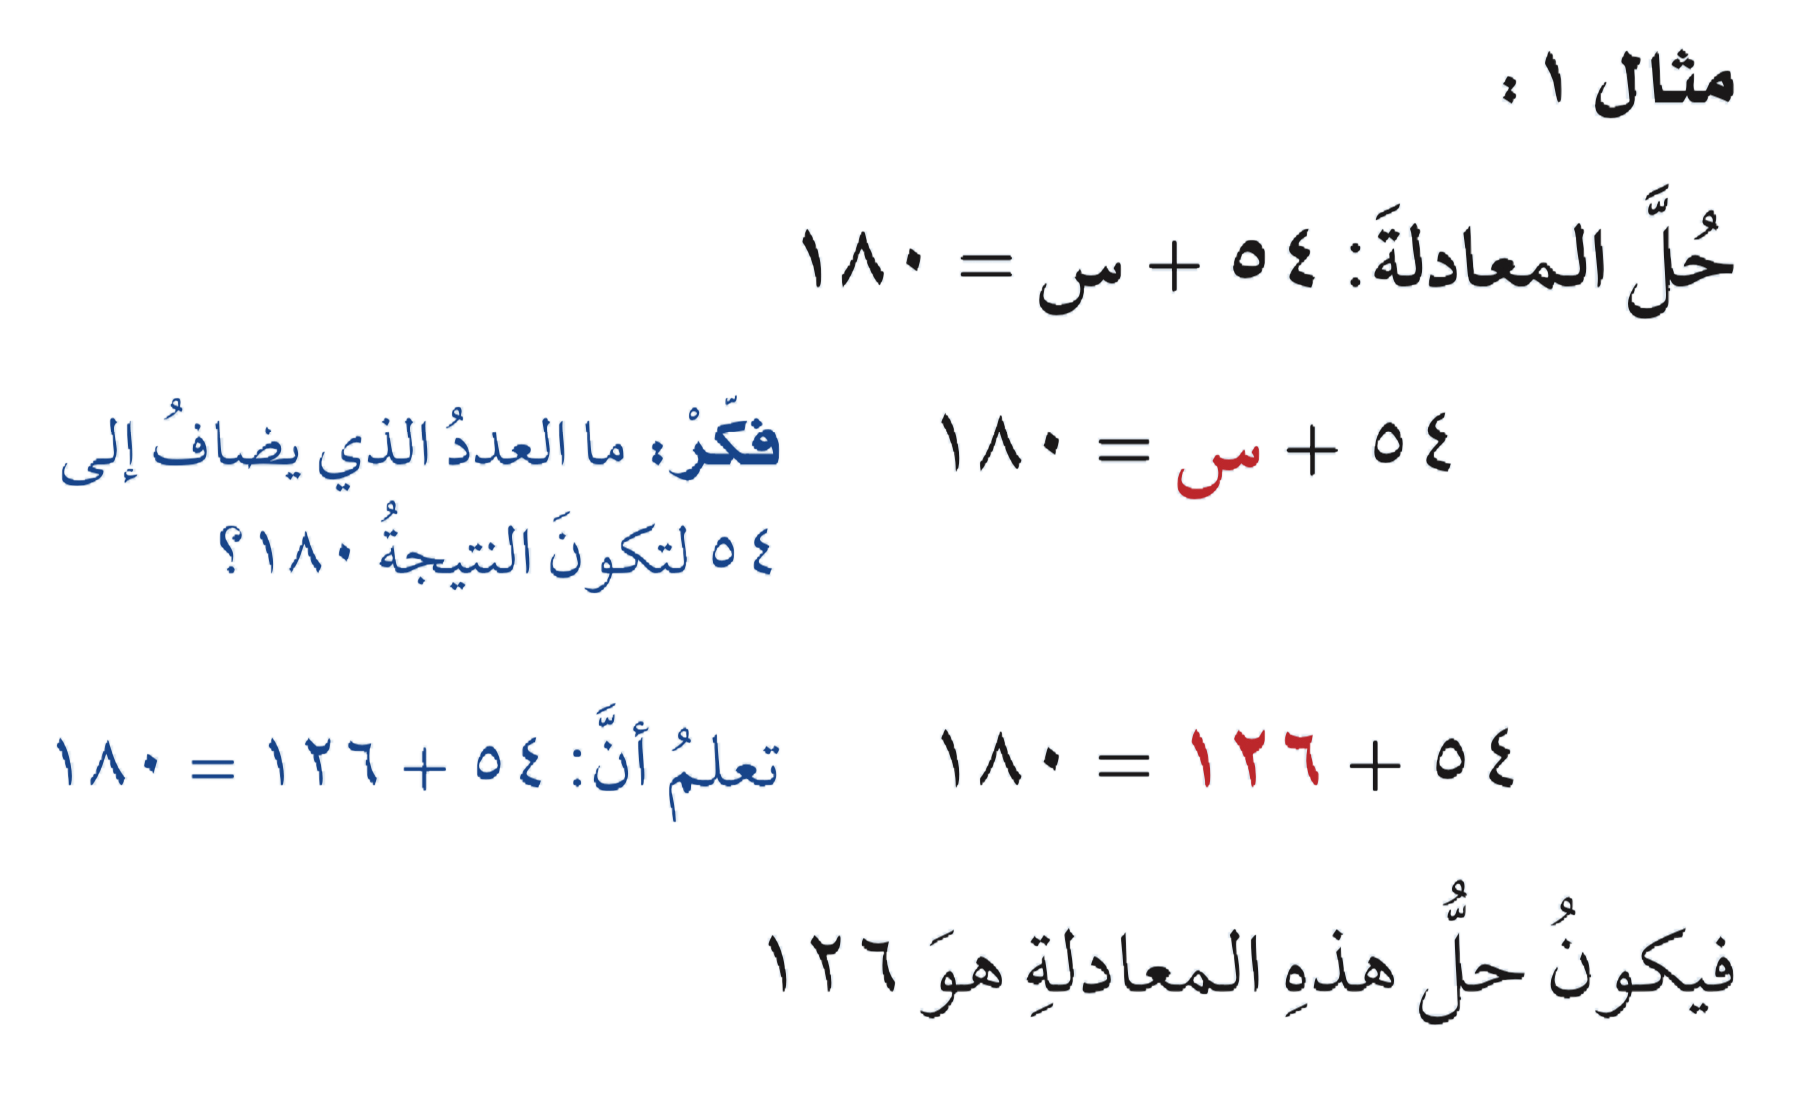 مثال ١ :
حُلَّ المعادلةَ: ٥٤ + س = ١٨٠
٥٤ + س = ١٨٠
فكّرْ: ما العددُ الذي يضافُ إلى
٥٤ لتكونَ النتيجةُ ١٨٠؟
٥٤ + ١٢٦ = ١٨٠
تعلمُ أنَّ: ٥٤ + ١٢٦ = ١٨٠
فيكونُ حلُّ هذهِ المعادلةِ هوَ ١٢٦